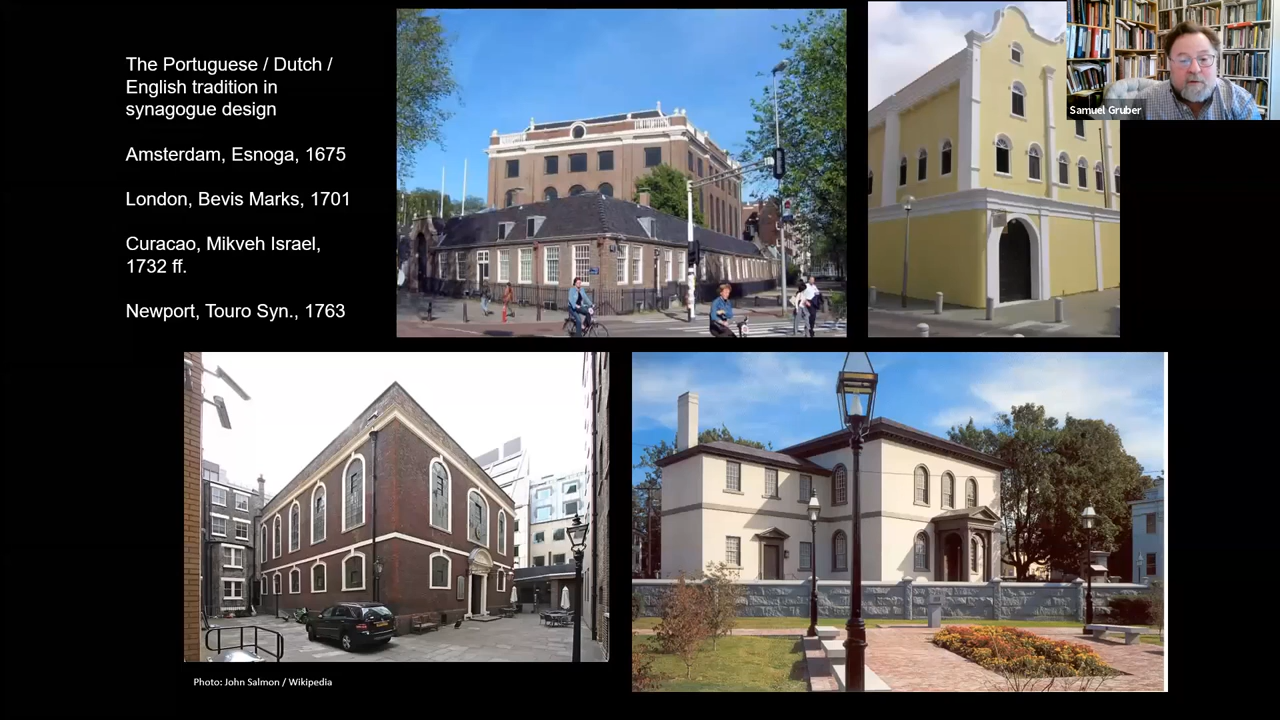 The Portuguese / Dutch /
English tradition in
synagogue design
Amsterdam, Esnoga, 1675
London, Bevis Marks, 1701
Curacao, Mikveh Israel,
1732 ff.
Newport, Touro Syn., 1763
Samuel Gruber
Photo: John Salmon / Wikipedia